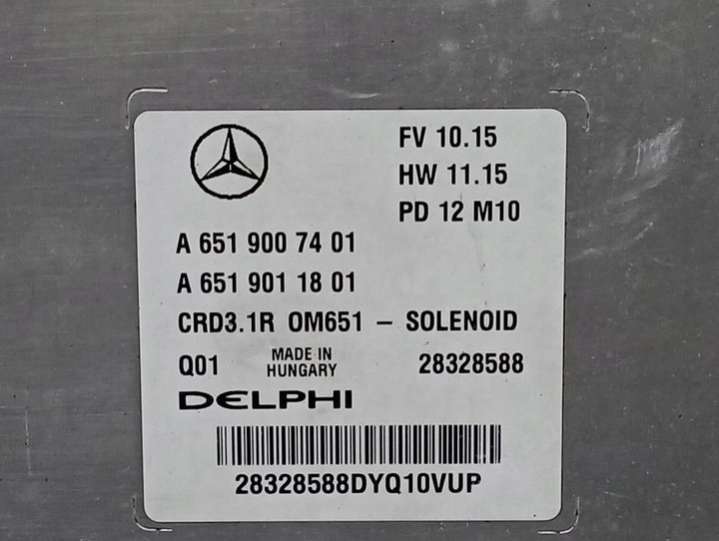 FV 10.15
HW 11.15
PD 12 M10
A 651 900 74 01
A 651 901 18 01
CRD3.1R OM651 – SOLENOID
Q01 MADE IN HUNGARY 28328588
DELPHI
28328588DYQ10VUP